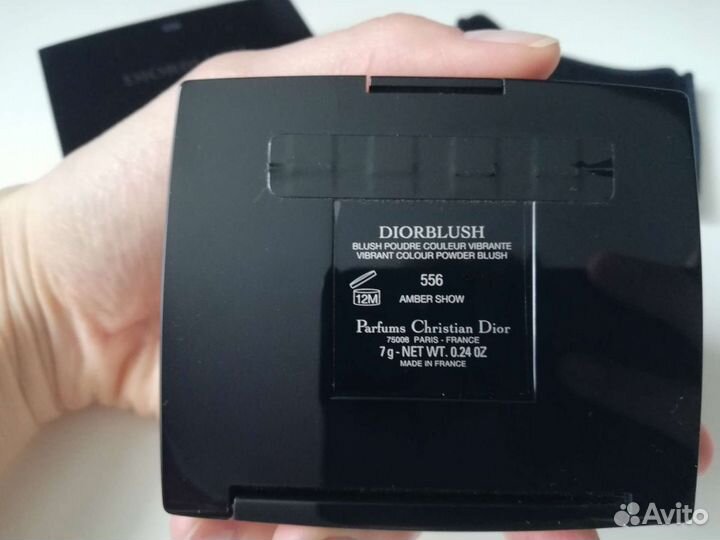 DIORBLUSH
BLUSH POUDRE COULEUR VIBRANTE
VIBRANT COLOUR POWDER BLUSH
556
12M
AMBER SHOW
Parfums Christian Dior
75008 PARIS - FRANCE
7 g - NET WT. 0.24 OZ
MADE IN FRANCE
Avito